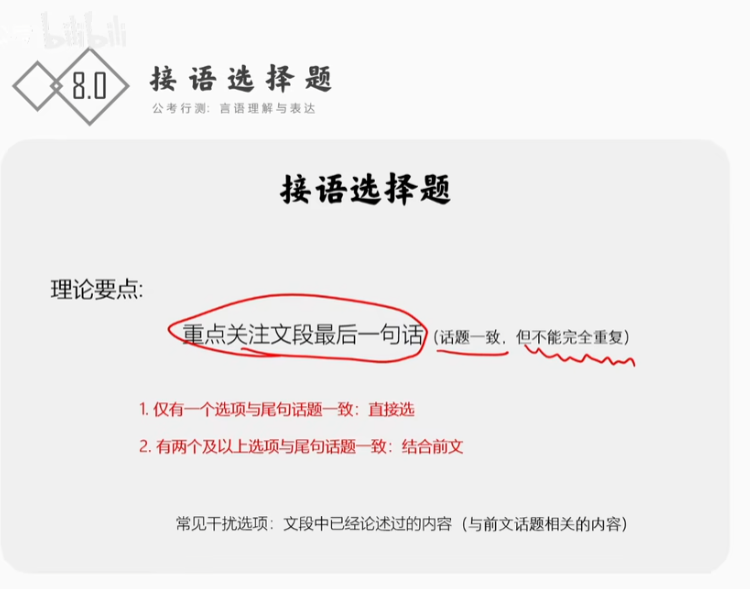 bilibili
8.0
接语选择题
公考行测：言语理解与表达
接语选择题
理论要点:
重点关注文段最后一句话（话题一致，但不能完全重复）
1. 仅有一个选项与尾句话题一致：直接选
2. 有两个及以上选项与尾句话题一致：结合前文
常见干扰选项：文段中已经论述过的内容（与前文话题相关的内容）